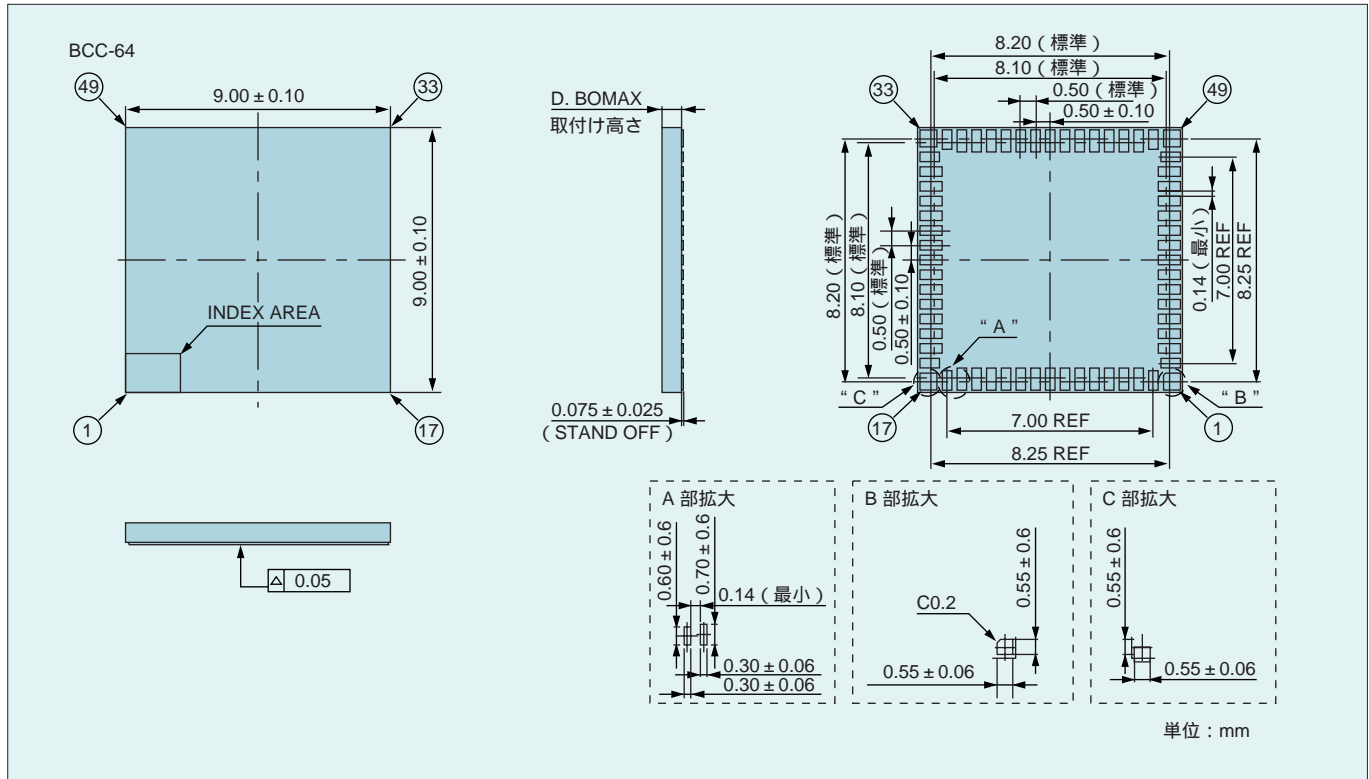 BCC-64
49
33
9.00 ± 0.10
9.00 ± 0.10
INDEX AREA
1
17
D. BOMAX
取付け高さ
0.075 ± 0.025
( STAND OFF )
8.20（標準）
8.10（標準）
0.50（標準）
0.50 ± 0.10
33
49
8.20（標準）
8.10（標準）
0.50（標準）
0.50 ± 0.10
0.14（最小）
7.00 REF
8.25 REF
“ A ”
“ C ”
“ B ”
17
1
7.00 REF
8.25 REF
0.05
A 部拡大
0.60 ± 0.6
0.70 ± 0.6
0.14（最小）
0.30 ± 0.06
0.30 ± 0.06
B 部拡大
C0.2
0.55 ± 0.6
0.55 ± 0.06
C 部拡大
0.55 ± 0.6
0.55 ± 0.06
単位：mm